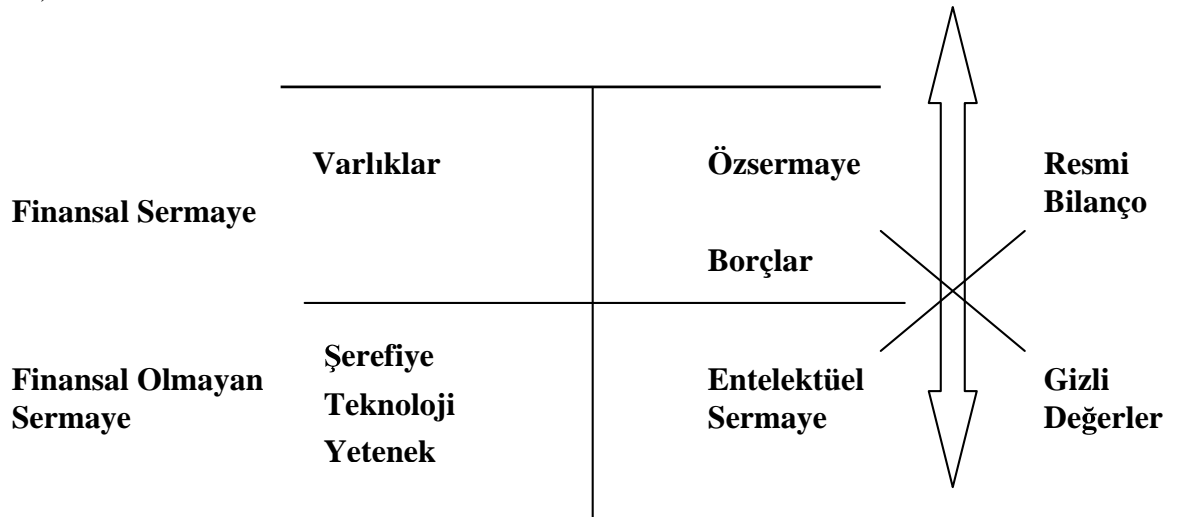 Varlıklar
Özsermaye
Resmi
Bilanço
Finansal Sermaye
Borçlar
Şerefiye
Teknoloji
Yetenek
Finansal Olmayan
Sermaye
Entelektüel
Sermaye
Gizli
Değerler